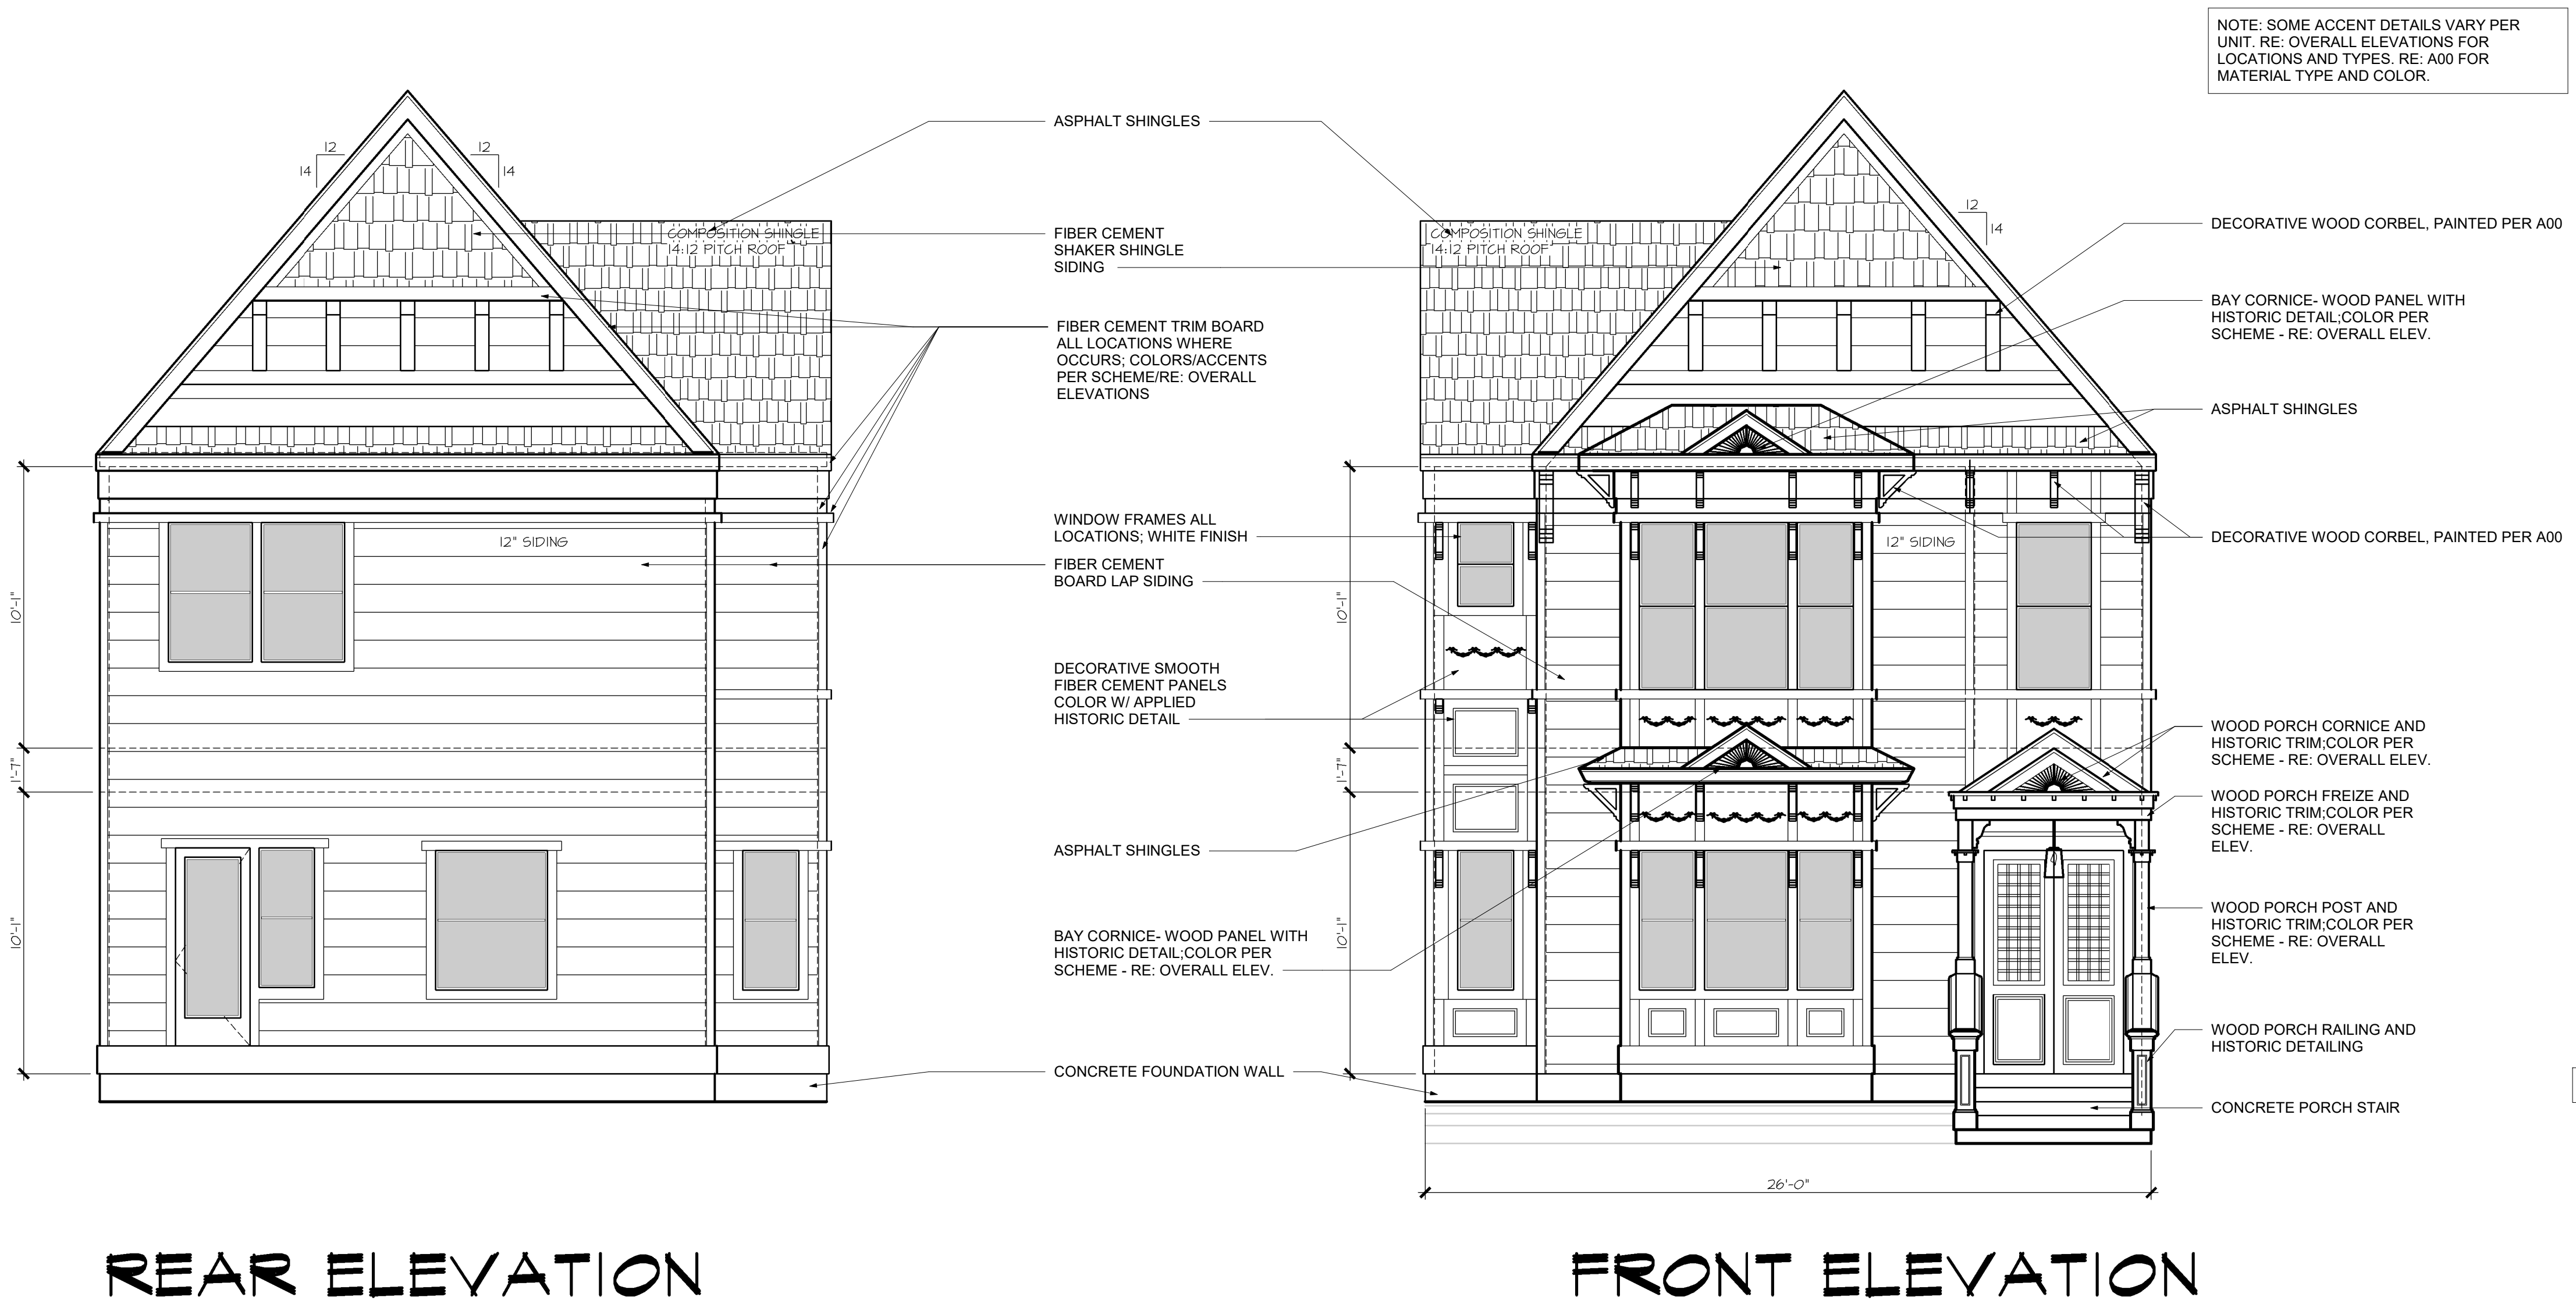 NOTE: SOME ACCENT DETAILS VARY PER
UNIT. RE: OVERALL ELEVATIONS FOR
LOCATIONS AND TYPES. RE: A00 FOR
MATERIAL TYPE AND COLOR.
12
14
12
14
COMPOSITION SHINGLE
14:12 PITCH ROOF
12" SIDING
10'-1"
1'-7"
10'-1"
ASPHALT SHINGLES
FIBER CEMENT
SHAKER SHINGLE
SIDING
FIBER CEMENT TRIM BOARD
ALL LOCATIONS WHERE
OCCURS; COLORS/ACCENTS
PER SCHEME/RE: OVERALL
ELEVATIONS
WINDOW FRAMES ALL
LOCATIONS; WHITE FINISH
FIBER CEMENT
BOARD LAP SIDING
DECORATIVE SMOOTH
FIBER CEMENT PANELS
COLOR W/ APPLIED
HISTORIC DETAIL
ASPHALT SHINGLES
BAY CORNICE- WOOD PANEL WITH
HISTORIC DETAIL;COLOR PER
SCHEME - RE: OVERALL ELEV.
CONCRETE FOUNDATION WALL
COMPOSITION SHINGLE
14:12 PITCH ROOF
12
14
12" SIDING
10'-1"
1'-7"
10'-1"
26'-0"
DECORATIVE WOOD CORBEL, PAINTED PER A00
BAY CORNICE- WOOD PANEL WITH
HISTORIC DETAIL;COLOR PER
SCHEME - RE: OVERALL ELEV.
ASPHALT SHINGLES
DECORATIVE WOOD CORBEL, PAINTED PER A00
WOOD PORCH CORNICE AND
HISTORIC TRIM;COLOR PER
SCHEME - RE: OVERALL ELEV.
WOOD PORCH FREIZE AND
HISTORIC TRIM;COLOR PER
SCHEME - RE: OVERALL
ELEV.
WOOD PORCH POST AND
HISTORIC TRIM;COLOR PER
SCHEME - RE: OVERALL
ELEV.
WOOD PORCH RAILING AND
HISTORIC DETAILING
CONCRETE PORCH STAIR
REAR ELEVATION
FRONT ELEVATION